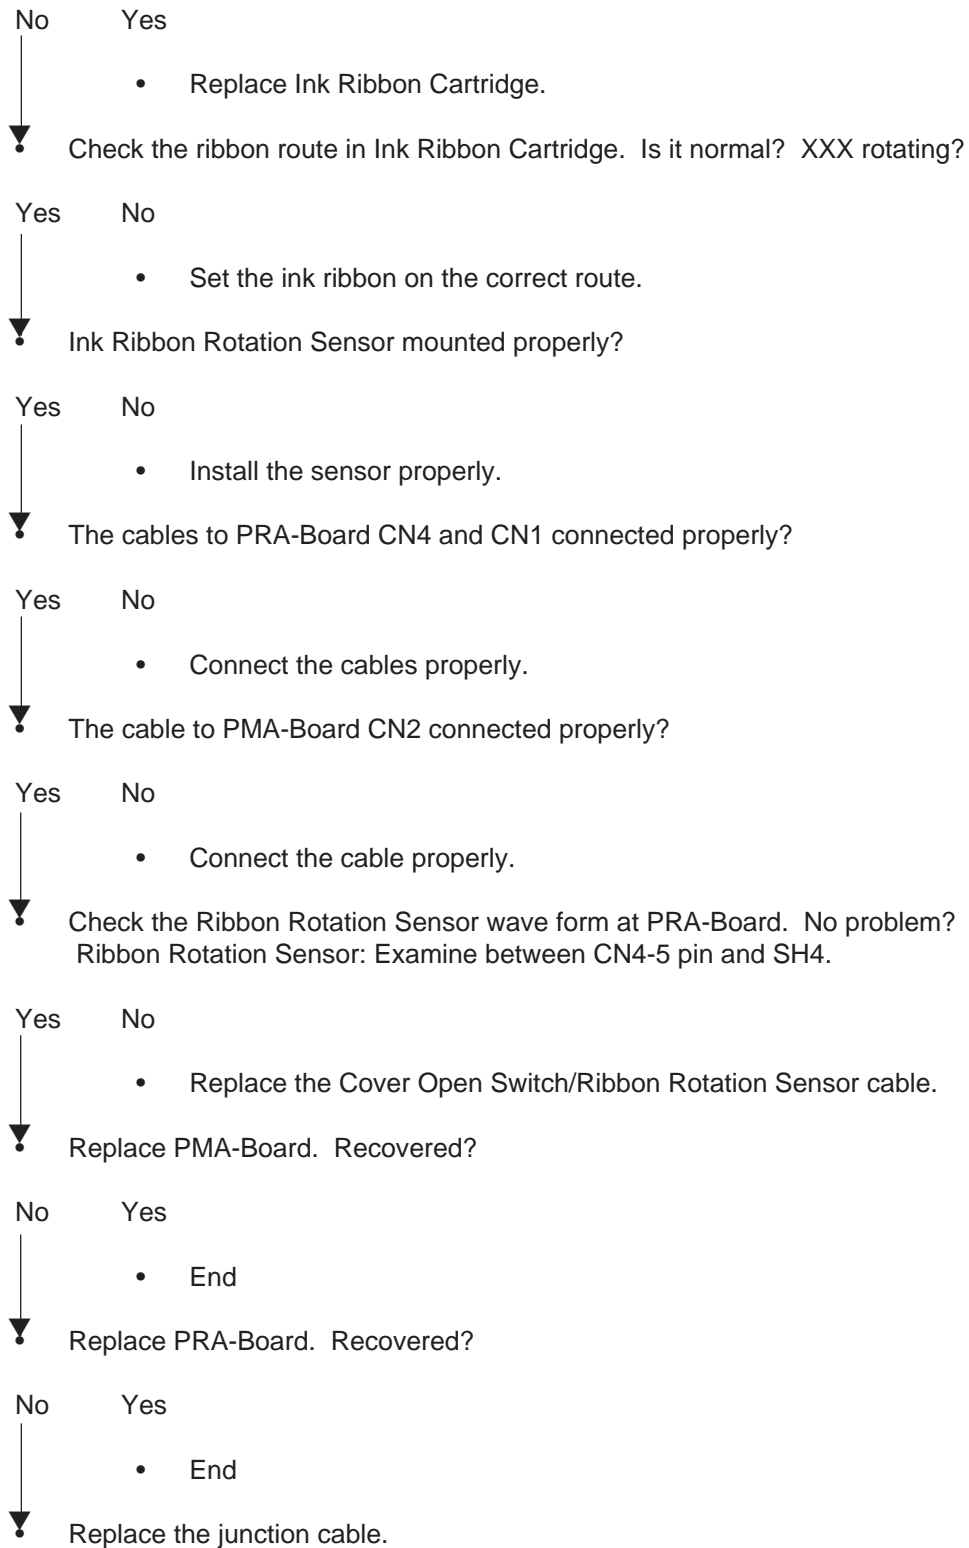 No Yes
• Replace Ink Ribbon Cartridge.
• Check the ribbon route in Ink Ribbon Cartridge. Is it normal? XXX rotating?
Yes No
• Set the ink ribbon on the correct route.
• Ink Ribbon Rotation Sensor mounted properly?
Yes No
• Install the sensor properly.
• The cables to PRA-Board CN4 and CN1 connected properly?
Yes No
• Connect the cables properly.
• The cable to PMA-Board CN2 connected properly?
Yes No
• Connect the cable properly.
• Check the Ribbon Rotation Sensor wave form at PRA-Board. No problem?
Ribbon Rotation Sensor: Examine between CN4-5 pin and SH4.
Yes No
• Replace the Cover Open Switch/Ribbon Rotation Sensor cable.
• Replace PMA-Board. Recovered?
No Yes
• End
• Replace PRA-Board. Recovered?
No Yes
• End
• Replace the junction cable.